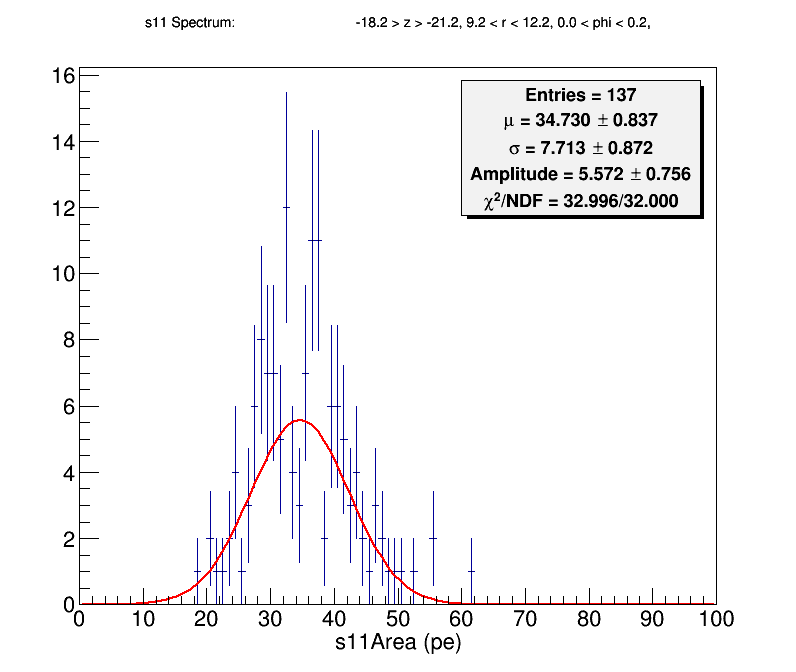 s11 Spectrum: -18.2 > z > -21.2, 9.2 < r < 12.2, 0.0 < phi < 0.2,
Entries = 137
μ = 34.730 ± 0.837
σ = 7.713 ± 0.872
Amplitude = 5.572 ± 0.756
χ²/NDF = 32.996/32.000
16
14
12
10
8
6
4
2
0
0 10 20 30 40 50 60 70 80 90 100
s11Area (pe)